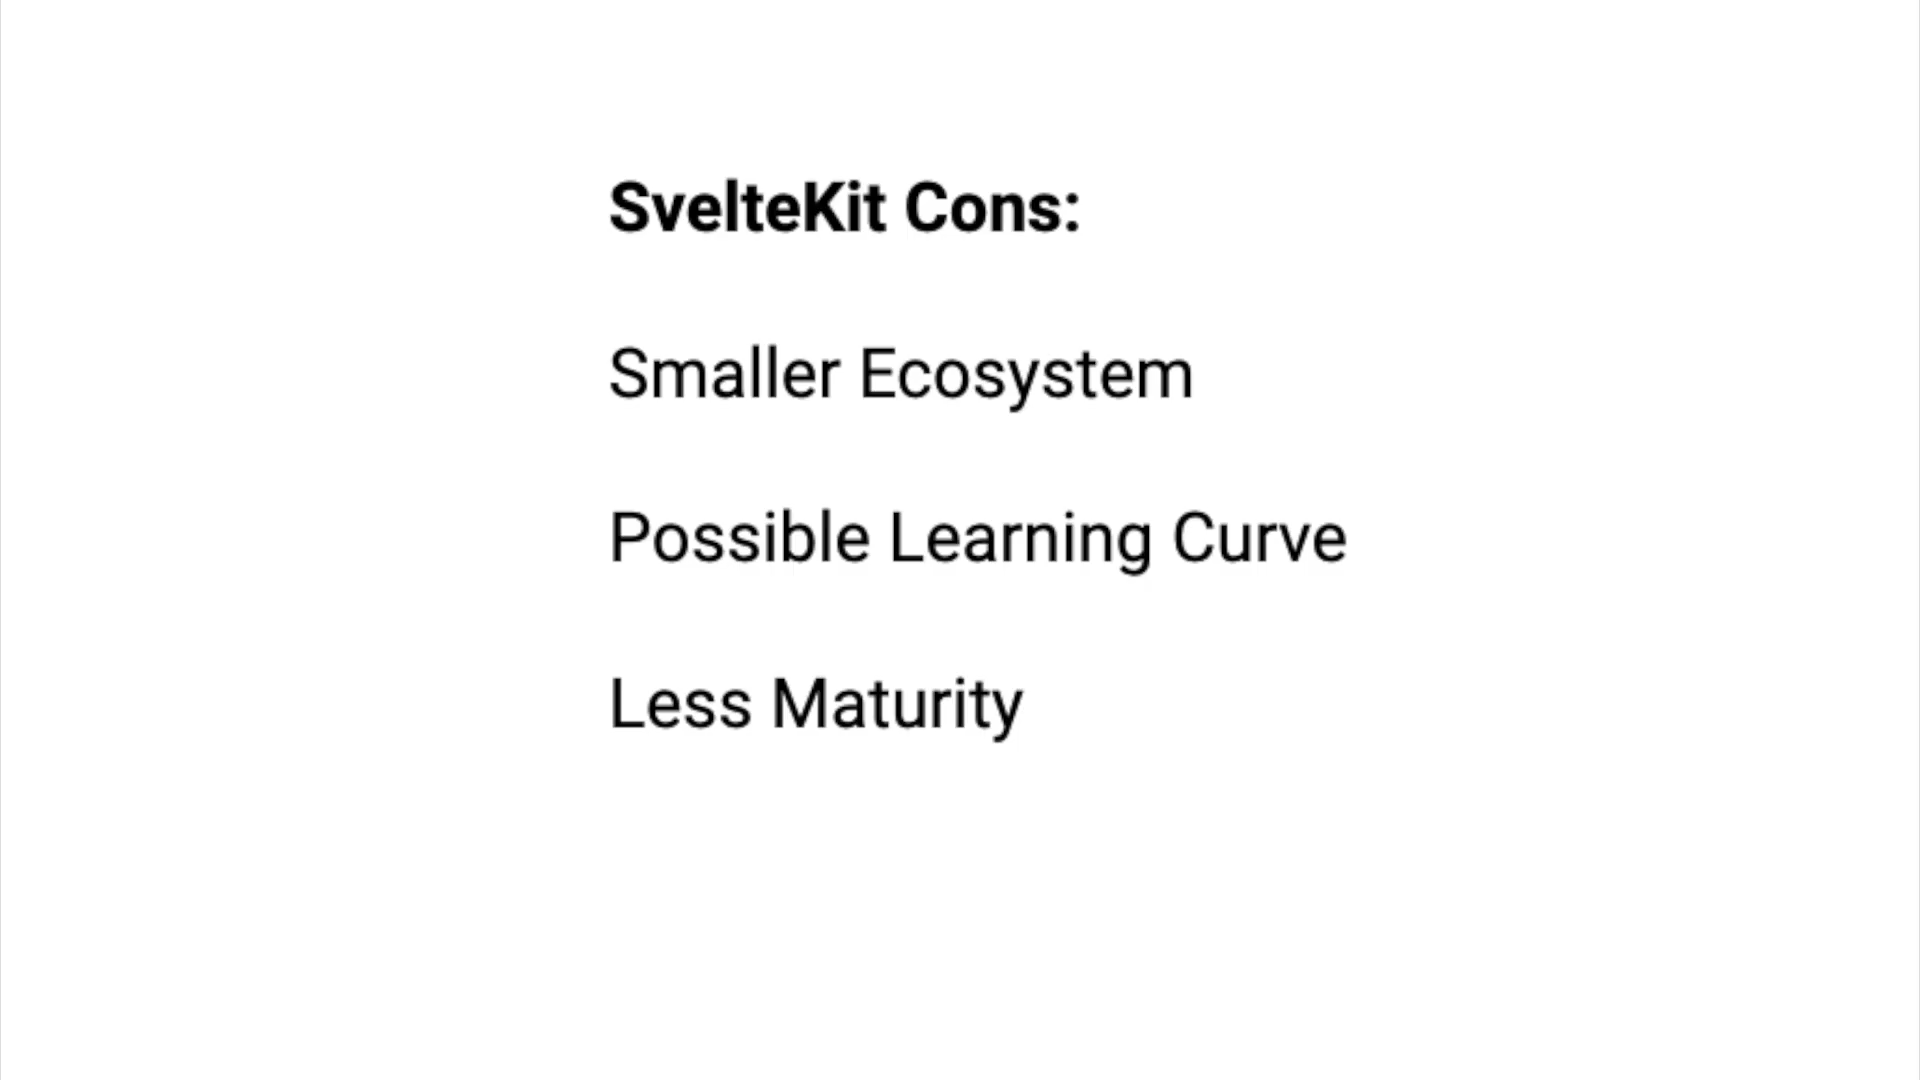 SvelteKit Cons:
Smaller Ecosystem
Possible Learning Curve
Less Maturity